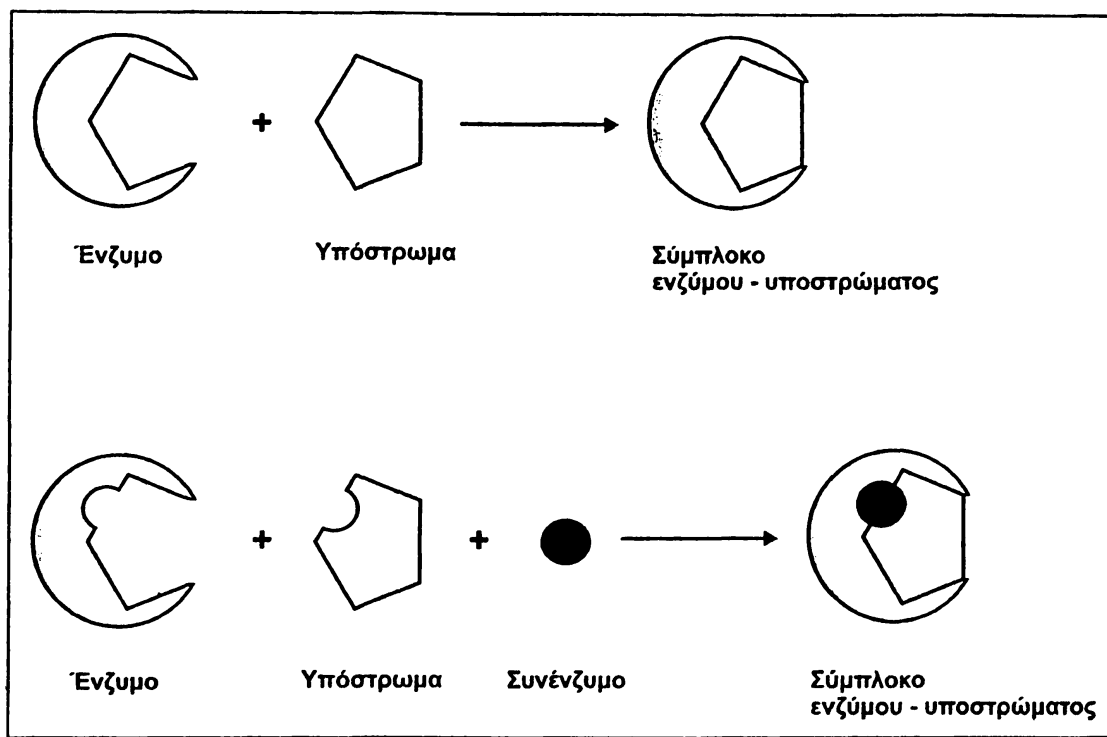 +
Ένζυμο
Υπόστρωμα
Σύμπλοκο
ενζύμου - υποστρώματος
+ +
Ένζυμο
Υπόστρωμα
Συνένζυμο
Σύμπλοκο
ενζύμου - υποστρώματος